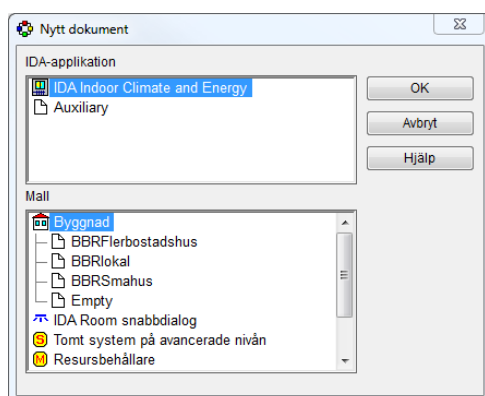 Nytt dokument
IDA-applikation
IDA Indoor Climate and Energy
Auxiliary
OK
Avbryt
Hjälp
Mall
Byggnad
BBRFlerbostadshus
BBRlokal
BBRSmahus
Empty
IDA Room snabbdialog
S Tomt system på avancerade nivån
M Resursbehållare